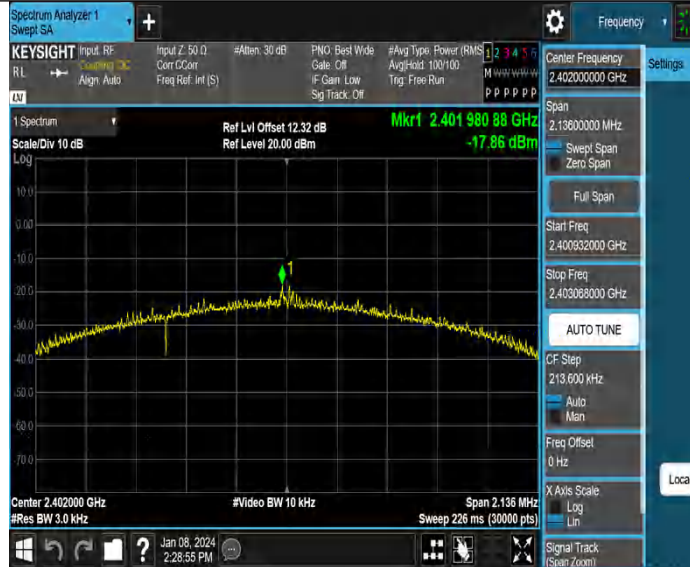 Spectrum Analyzer 1
Swept SA
+
Frequency
KEYSIGHT
Input: RF
Input Z: 50 Ω
#Atten: 30 dB
PNO: Best Wide
#Avg Type: Power (RMS
1 2 3 4 5 6
RL
Coupling: DC
Corr CCorr
Gate: Off
Avg|Hold: 100/100
M W W W W W
Align: Auto
Freq Ref: Int (S)
IF Gain: Low
Trig: Free Run
Sig Track: Off
P P P P P P
LXI
1 Spectrum
Ref Lvl Offset 12.32 dB
Mkr1 2.401 980 88 GHz
Scale/Div 10 dB
Ref Level 20.00 dBm
-17.86 dBm
Log
10.0
0.00
-10.0
1
-20.0
-30.0
-40.0
-50.0
-60.0
-70.0
Center 2.402000 GHz
#Video BW 10 kHz
Span 2.136 MHz
#Res BW 3.0 kHz
Sweep 226 ms (30000 pts)
?
Jan 08, 2024
2:28:55 PM
Center Frequency
2.402000000 GHz
Settings
Span
2.13600000 MHz
Swept Span
Zero Span
Full Span
Start Freq
2.400932000 GHz
Stop Freq
2.403068000 GHz
AUTO TUNE
CF Step
213.600 kHz
Auto
Man
Freq Offset
0 Hz
X Axis Scale
Log
Lin
Loca
Signal Track
(Span Zoom)